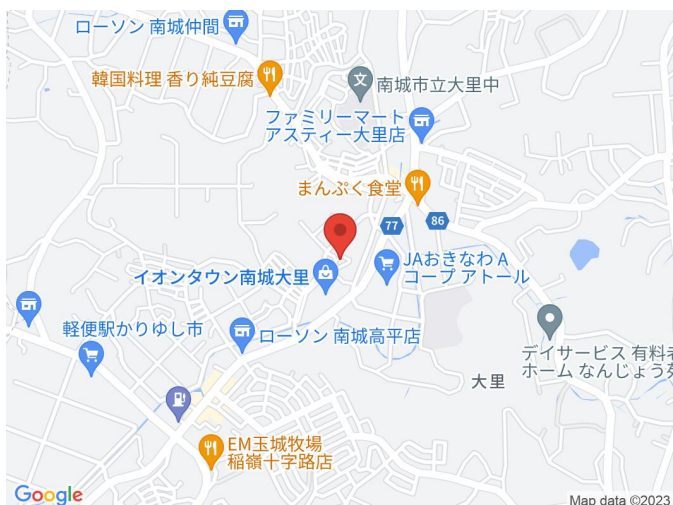 ローソン 南城仲間
韓国料理 香り純豆腐
文
南城市立大里中
ファミリーマート
アスティー大里店
まんぷく食堂
77
86
JAおきなわ A
コープ アトール
イオンタウン南城大里
軽便駅かりゆし市
ローソン 南城高平店
デイサービス 有料老
ホーム なんじょう苑
大里
EM玉城牧場
稲嶺十字路店
Google
Map data ©2023